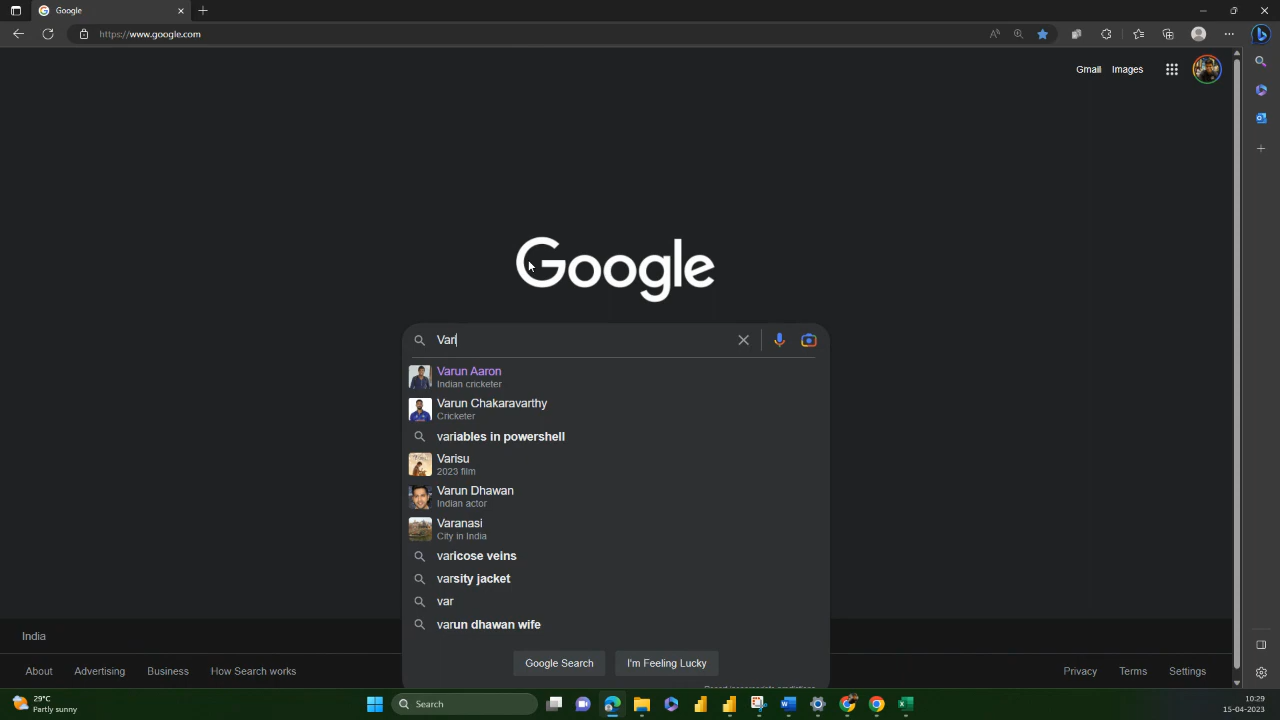 Google
https://www.google.com
Gmail Images
Google
Var
Varun Aaron
Indian cricketer
Varun Chakaravarthy
Cricketer
variables in powershell
Varisu
2023 film
Varun Dhawan
Indian actor
Varanasi
City in India
varicose veins
varsity jacket
var
varun dhawan wife
Google Search I'm Feeling Lucky
India
About Advertising Business How Search works
Privacy Terms Settings
29°C
Partly sunny
Search
10:29
15-04-2023